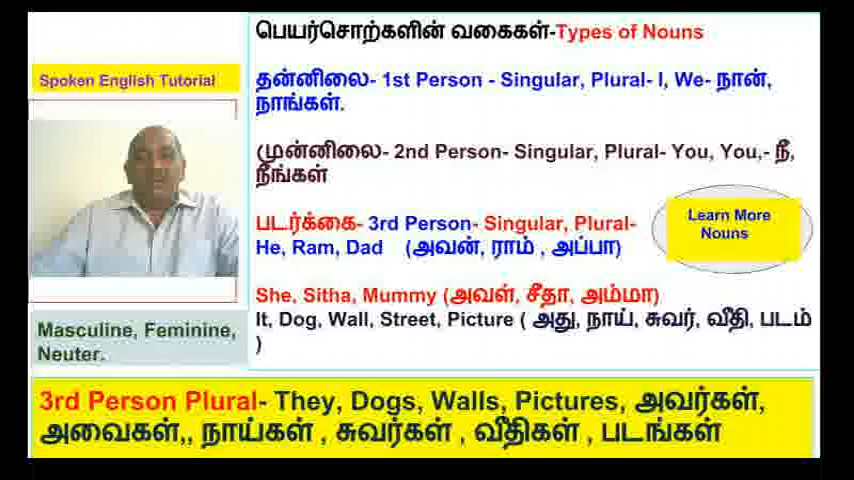 பெயர்சொற்களின் வகைகள்-Types of Nouns
Spoken English Tutorial
தன்னிலை- 1st Person - Singular, Plural- I, We- நான்,
நாங்கள்.
முன்னிலை- 2nd Person- Singular, Plural- You, You,- நீ,
நீங்கள்
படர்க்கை- 3rd Person- Singular, Plural-
He, Ram, Dad (அவன், ராம் , அப்பா)
Learn More
Nouns
She, Sitha, Mummy (அவள், சீதா, அம்மா)
It, Dog, Wall, Street, Picture ( அது, நாய், சுவர், வீதி, படம்
)
Masculine, Feminine,
Neuter.
3rd Person Plural- They, Dogs, Walls, Pictures, அவர்கள்,
அவைகள்,, நாய்கள் , சுவர்கள் , வீதிகள் , படங்கள்